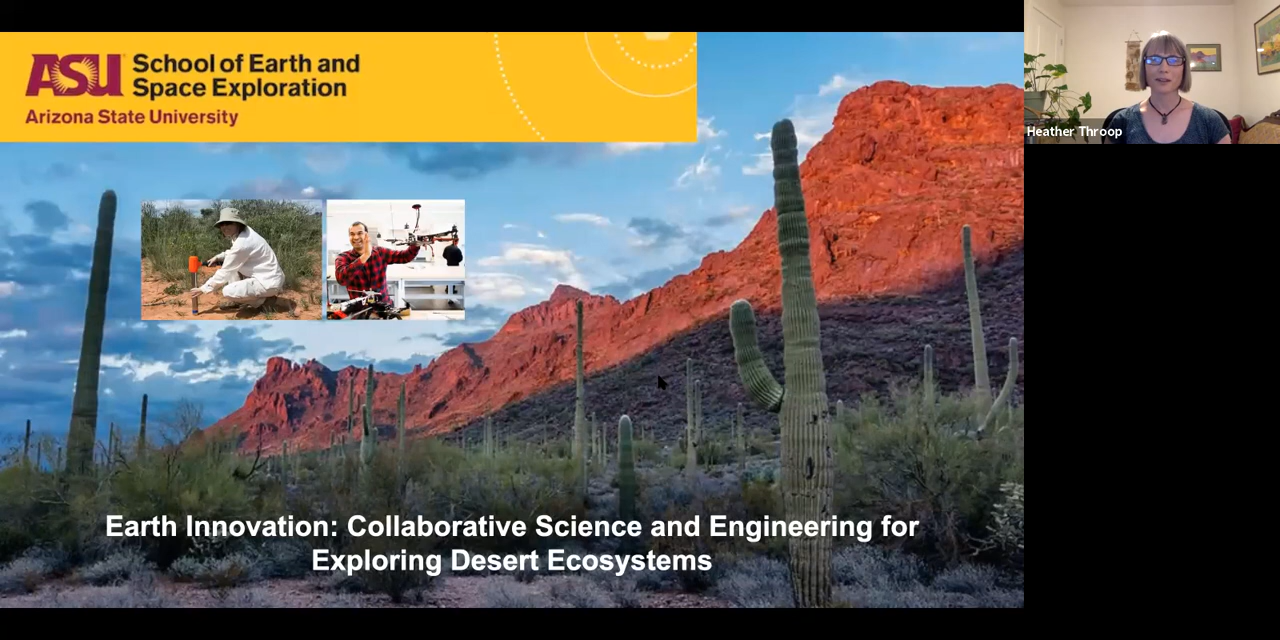 ASU School of Earth and
Space Exploration
Arizona State University
Heather Throop
Earth Innovation: Collaborative Science and Engineering for
Exploring Desert Ecosystems